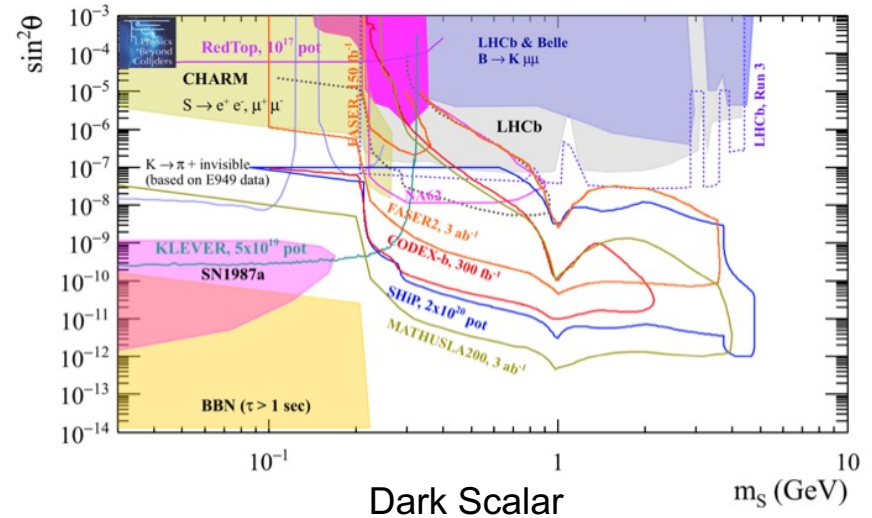 Physics
Beyond
Colliders
RedTop, 10¹⁷ pot
CHARM
S → e⁺ e⁻, μ⁺ μ⁻
FASER, 150 fb⁻¹
LHCb & Belle
B → K μμ
LHCb
LHCb, Run 3
K → π + invisible
(based on E949 data)
NA62
FASER2, 3 ab⁻¹
KLEVER, 5x10¹⁹ pot
CODEX-b, 300 fb⁻¹
SN1987a
SHiP, 2x10²⁰ pot
MATHUSLA200, 3 ab⁻¹
BBN (τ > 1 sec)
sin²θ
10⁻³
10⁻⁴
10⁻⁵
10⁻⁶
10⁻⁷
10⁻⁸
10⁻⁹
10⁻¹⁰
10⁻¹¹
10⁻¹²
10⁻¹³
10⁻¹⁴
10⁻¹ 1 10
Dark Scalar
m_S (GeV)